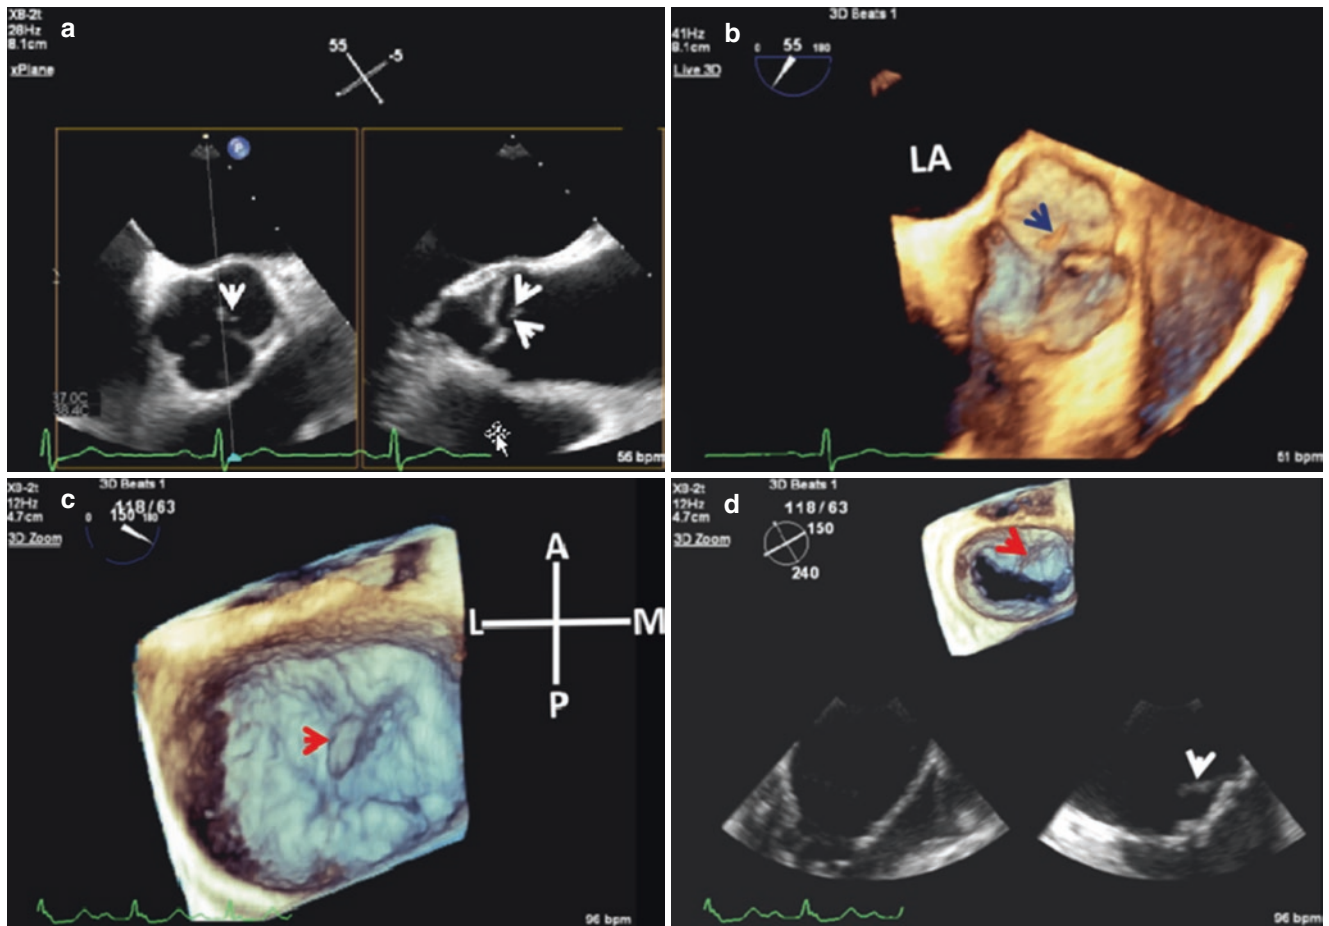 X8-2t
28Hz
8.1cm
xPlane
a
55
-5
P
37.0C
38.4C
56 bpm
3D Beats 1
41Hz
8.1cm
Live 3D
b
0 55 180
LA
51 bpm
X8-2t
12Hz
4.7cm
3D Zoom
c
3D Beats 1
118/63
0 150 180
A
L
M
P
96 bpm
X8-2t
12Hz
4.7cm
3D Zoom
3D Beats 1
118/63
150
240
d
96 bpm